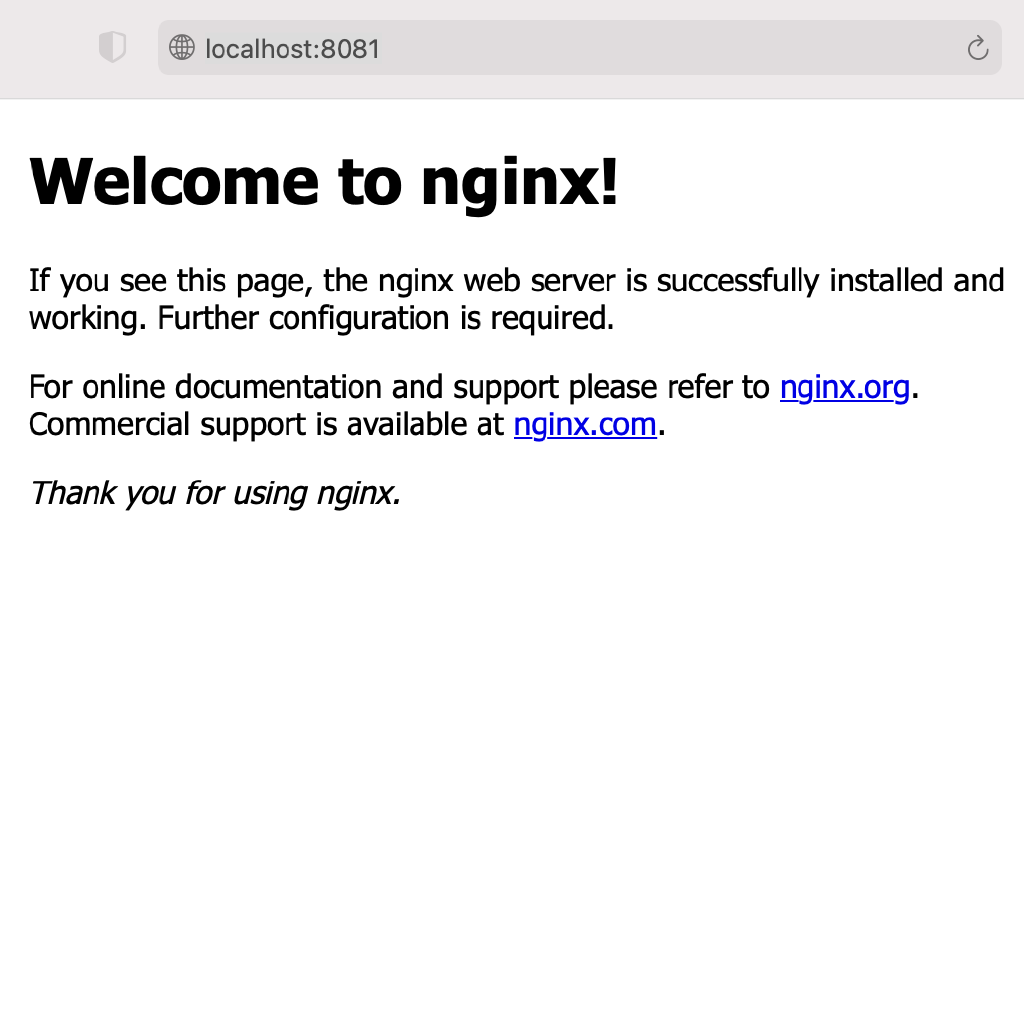 localhost:8081
Welcome to nginx!
If you see this page, the nginx web server is successfully installed and
working. Further configuration is required.
For online documentation and support please refer to nginx.org.
Commercial support is available at nginx.com.
Thank you for using nginx.